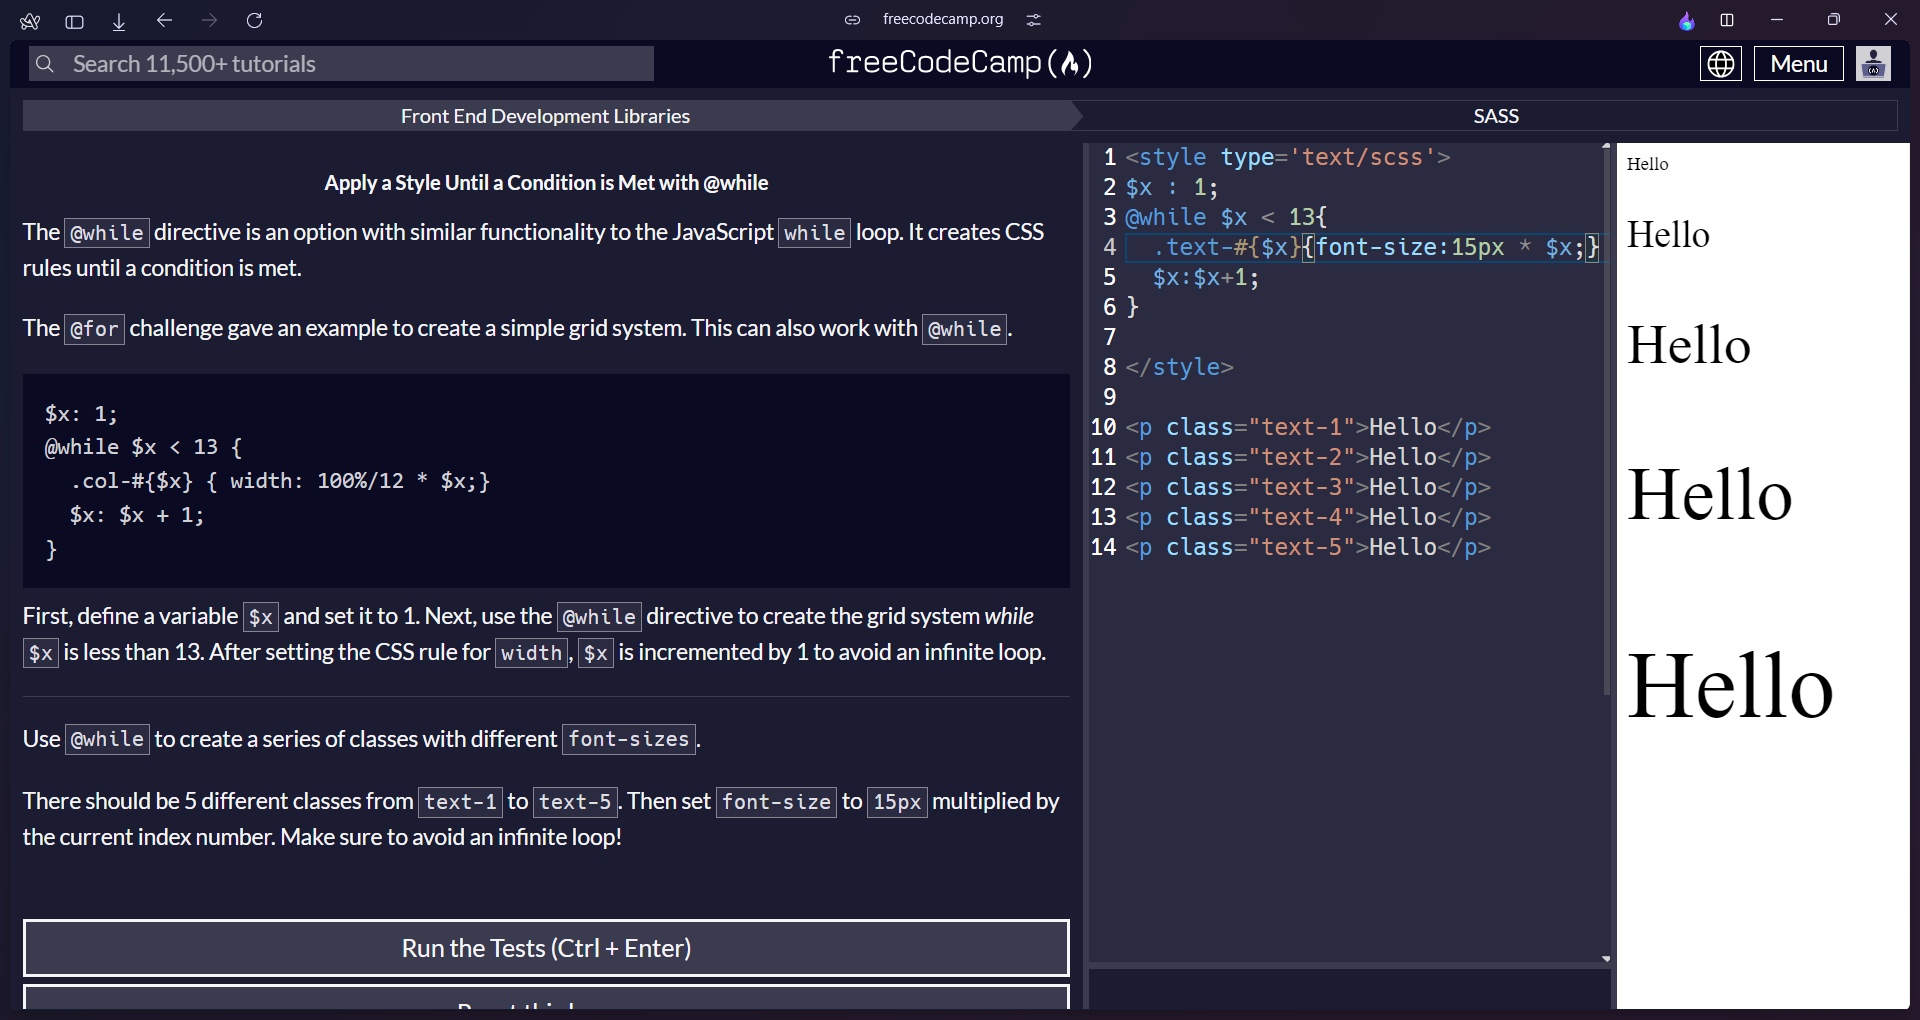 freecodecamp.org
Search 11,500+ tutorials
freeCodeCamp
Menu
Front End Development Libraries
SASS
Apply a Style Until a Condition is Met with @while
The @while directive is an option with similar functionality to the JavaScript while loop. It creates CSS
rules until a condition is met.
The @for challenge gave an example to create a simple grid system. This can also work with @while.
$x: 1;
@while $x < 13 {
  .col-#{$x} { width: 100%/12 * $x;}
  $x: $x + 1;
}
First, define a variable $x and set it to 1. Next, use the @while directive to create the grid system while
$x is less than 13. After setting the CSS rule for width, $x is incremented by 1 to avoid an infinite loop.
Use @while to create a series of classes with different font-sizes.
There should be 5 different classes from text-1 to text-5. Then set font-size to 15px multiplied by
the current index number. Make sure to avoid an infinite loop!
Run the Tests (Ctrl + Enter)
1 <style type='text/scss'>
2 $x : 1;
3 @while $x < 13{
4   .text-#{$x}{font-size:15px * $x;}
5   $x:$x+1;
6 }
7
8 </style>
9
10 <p class="text-1">Hello</p>
11 <p class="text-2">Hello</p>
12 <p class="text-3">Hello</p>
13 <p class="text-4">Hello</p>
14 <p class="text-5">Hello</p>
Hello
Hello
Hello
Hello
Hello